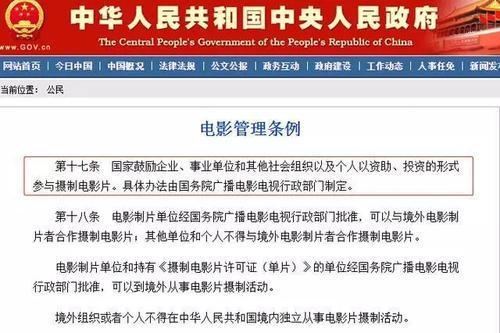 中华人民共和国中央人民政府
www.GOV.cn
The Central People's Government of the People's Republic of China
网站首页 | 今日中国 | 中国概况 | 法律法规 | 公文公报 | 政务互动 | 政府建设 | 工作动态 | 人事任免 | 新闻发
当前位置： 公民
电影管理条例
第十七条 国家鼓励企业、事业单位和其他社会组织以及个人以资助、投资的形式
参与摄制电影片。具体办法由国务院广播电影电视行政部门制定。
第十八条 电影制片单位经国务院广播电影电视行政部门批准，可以与境外电影制
片者合作摄制电影片；其他单位和个人不得与境外电影制片者合作摄制电影片。
电影制片单位和持有《摄制电影片许可证（单片）》的单位经国务院广播电影电视
行政部门批准，可以到境外从事电影片摄制活动。
境外组织或者个人不得在中华人民共和国境内独立从事电影片摄制活动。